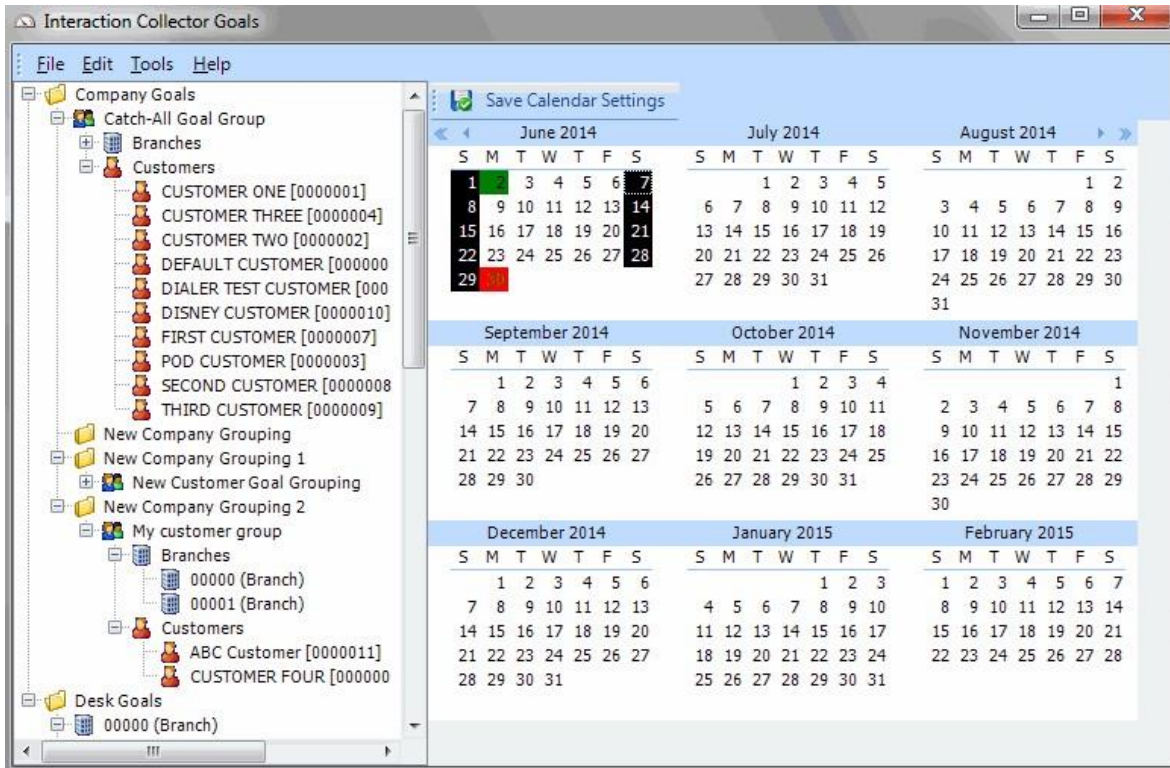 Interaction Collector Goals
File Edit Tools Help
Company Goals
Catch-All Goal Group
Branches
Customers
CUSTOMER ONE [0000001]
CUSTOMER THREE [0000004]
CUSTOMER TWO [0000002]
DEFAULT CUSTOMER [000000
DIALER TEST CUSTOMER [000
DISNEY CUSTOMER [0000010]
FIRST CUSTOMER [0000007]
POD CUSTOMER [0000003]
SECOND CUSTOMER [0000008
THIRD CUSTOMER [0000009]
New Company Grouping
New Company Grouping 1
New Customer Goal Grouping
New Company Grouping 2
My customer group
Branches
00000 (Branch)
00001 (Branch)
Customers
ABC Customer [0000011]
CUSTOMER FOUR [000000
Desk Goals
00000 (Branch)
Save Calendar Settings
June 2014 July 2014 August 2014
S M T W T F S S M T W T F S S M T W T F S
1 2 3 4 5 6 7 1 2 3 4 5 1 2
8 9 10 11 12 13 14 6 7 8 9 10 11 12 3 4 5 6 7 8 9
15 16 17 18 19 20 21 13 14 15 16 17 18 19 10 11 12 13 14 15 16
22 23 24 25 26 27 28 20 21 22 23 24 25 26 17 18 19 20 21 22 23
29 30 27 28 29 30 31 24 25 26 27 28 29 30
31
September 2014 October 2014 November 2014
S M T W T F S S M T W T F S S M T W T F S
1 2 3 4 5 6 1 2 3 4 1
7 8 9 10 11 12 13 5 6 7 8 9 10 11 2 3 4 5 6 7 8
14 15 16 17 18 19 20 12 13 14 15 16 17 18 9 10 11 12 13 14 15
21 22 23 24 25 26 27 19 20 21 22 23 24 25 16 17 18 19 20 21 22
28 29 30 26 27 28 29 30 31 23 24 25 26 27 28 29
30
December 2014 January 2015 February 2015
S M T W T F S S M T W T F S S M T W T F S
1 2 3 4 5 6 1 2 3 1 2 3 4 5 6 7
7 8 9 10 11 12 13 4 5 6 7 8 9 10 8 9 10 11 12 13 14
14 15 16 17 18 19 20 11 12 13 14 15 16 17 15 16 17 18 19 20 21
21 22 23 24 25 26 27 18 19 20 21 22 23 24 22 23 24 25 26 27 28
28 29 30 31 25 26 27 28 29 30 31